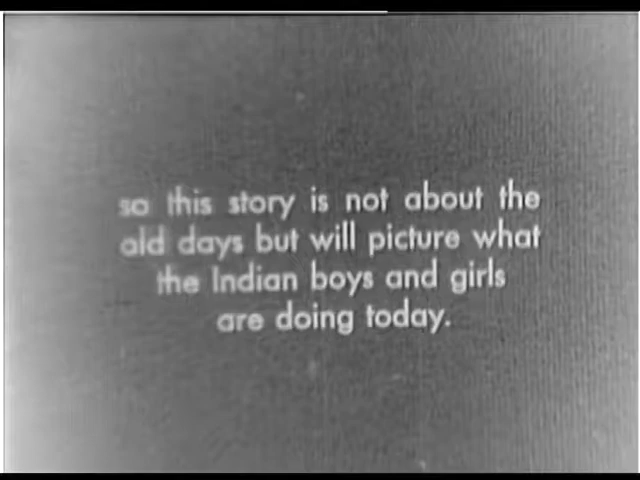 so this story is not about the
old days but will picture what
the Indian boys and girls
are doing today.